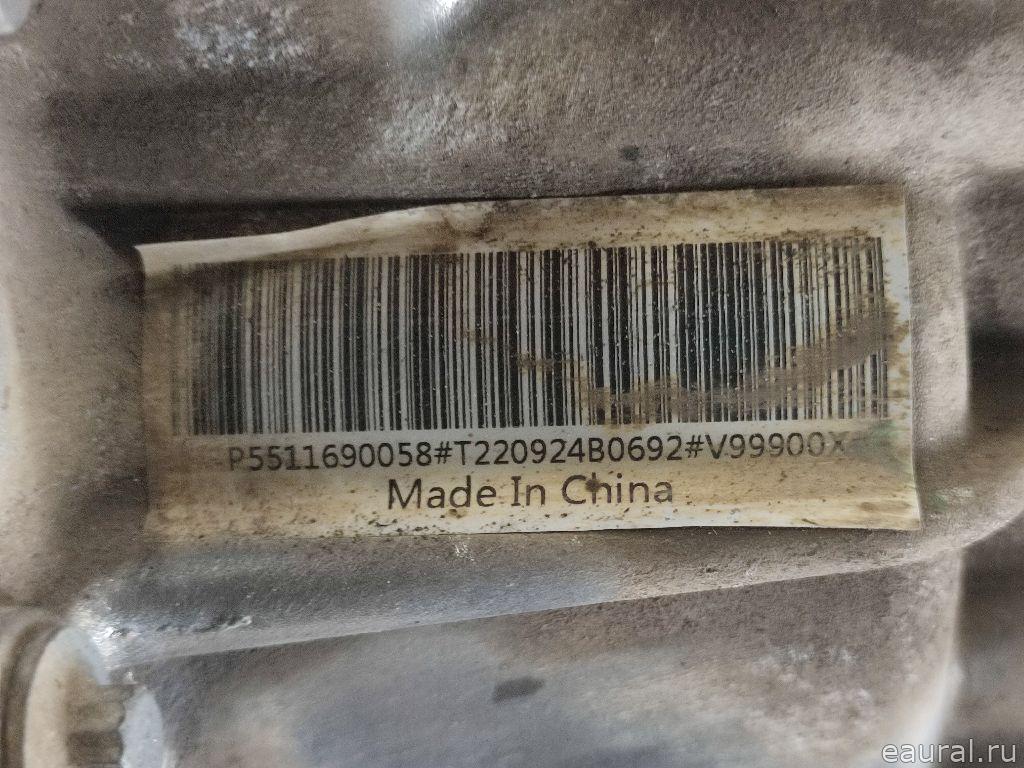 P5511690058#T220924B0692#V99900X
Made In China
eaural.ru